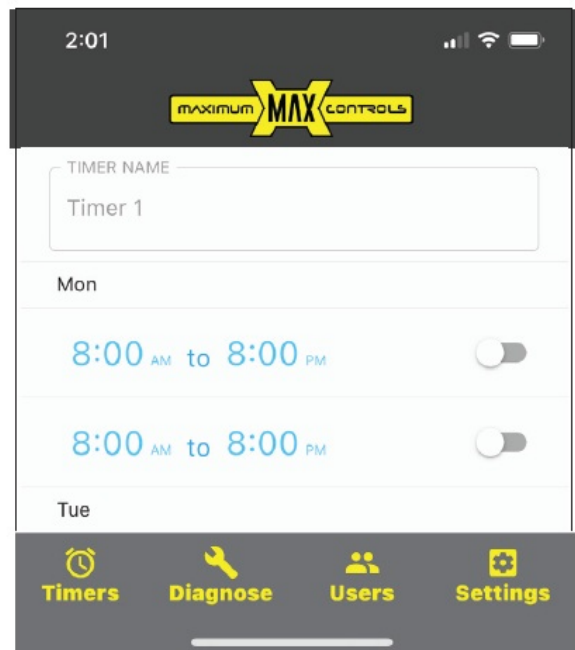 2:01
MAXIMUM MAX CONTROLS
TIMER NAME
Timer 1
Mon
8:00 AM to 8:00 PM
8:00 AM to 8:00 PM
Tue
Timers Diagnose Users Settings